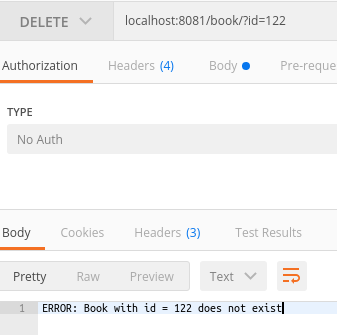 DELETE localhost:8081/book/?id=122
Authorization Headers (4) Body Pre-reque
TYPE
No Auth
Body Cookies Headers (3) Test Results
Pretty Raw Preview Text
1 ERROR: Book with id = 122 does not exist